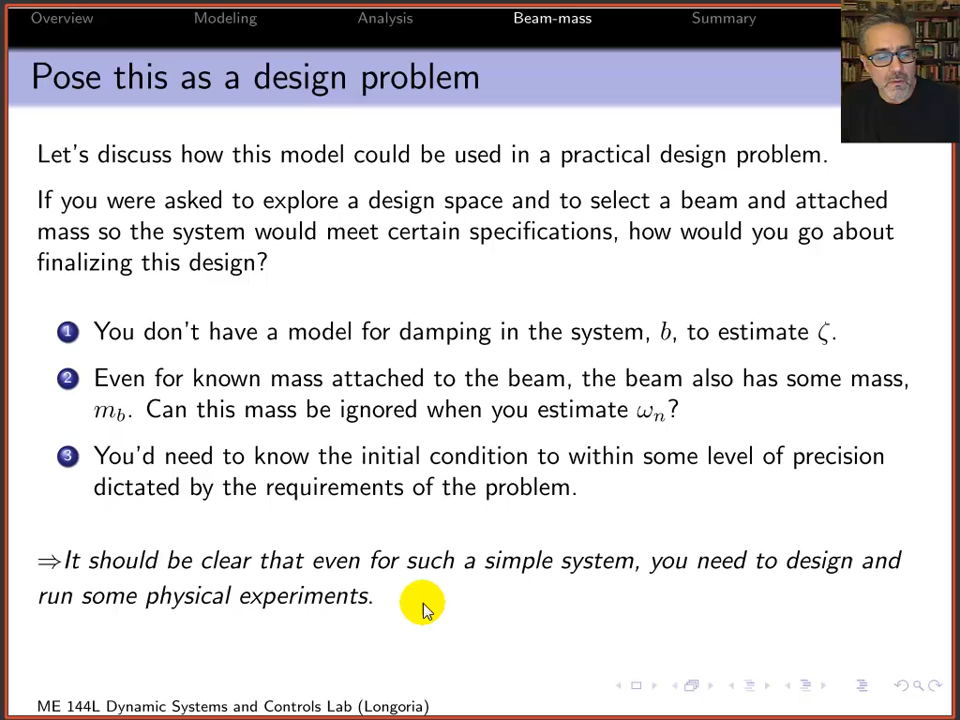 Overview Modeling Analysis Beam-mass Summary
Pose this as a design problem
Let's discuss how this model could be used in a practical design problem.
If you were asked to explore a design space and to select a beam and attached
mass so the system would meet certain specifications, how would you go about
finalizing this design?
1 You don't have a model for damping in the system, b, to estimate ζ.
2 Even for known mass attached to the beam, the beam also has some mass,
m_b. Can this mass be ignored when you estimate ω_n?
3 You'd need to know the initial condition to within some level of precision
dictated by the requirements of the problem.
⇒It should be clear that even for such a simple system, you need to design and
run some physical experiments.
ME 144L Dynamic Systems and Controls Lab (Longoria)